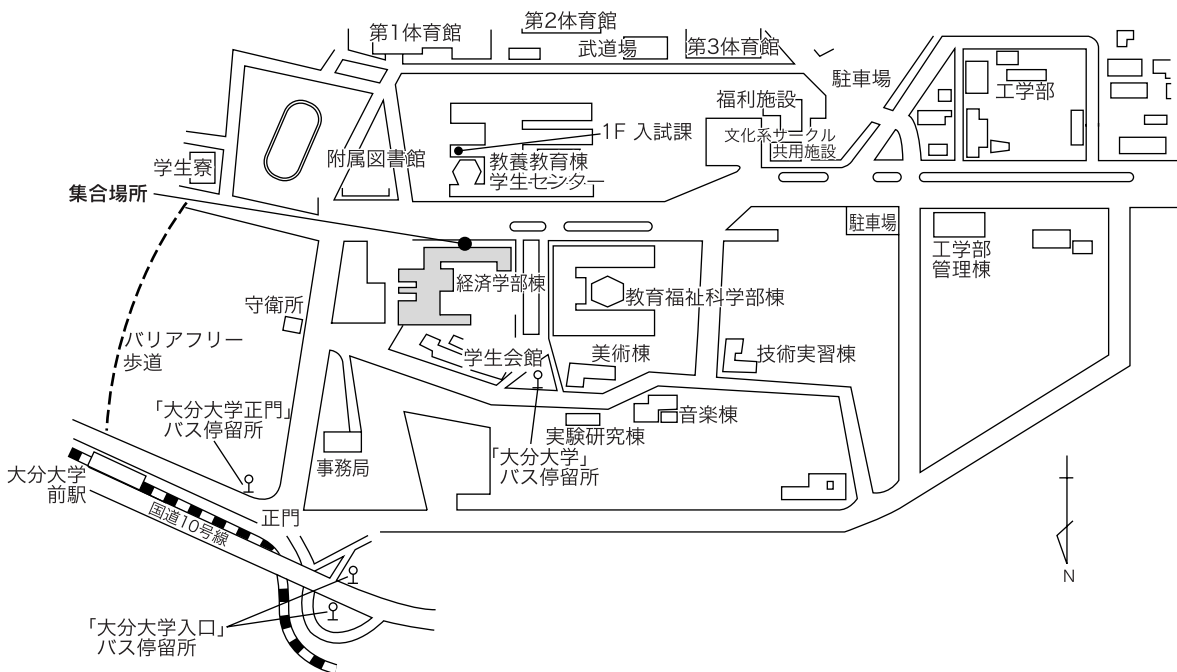 第1体育館
第2体育館
武道場
第3体育館
駐車場
工学部
福利施設
文化系サークル
共用施設
1F 入試課
附属図書館
教養教育棟
学生センター
学生寮
集合場所
駐車場
工学部
管理棟
経済学部棟
教育福祉科学部棟
守衛所
バリアフリー
歩道
学生会館
美術棟
技術実習棟
「大分大学正門」
バス停留所
音楽棟
実験研究棟
「大分大学」
バス停留所
事務局
大分大学
前駅
国道10号線
正門
N
「大分大学入口」
バス停留所